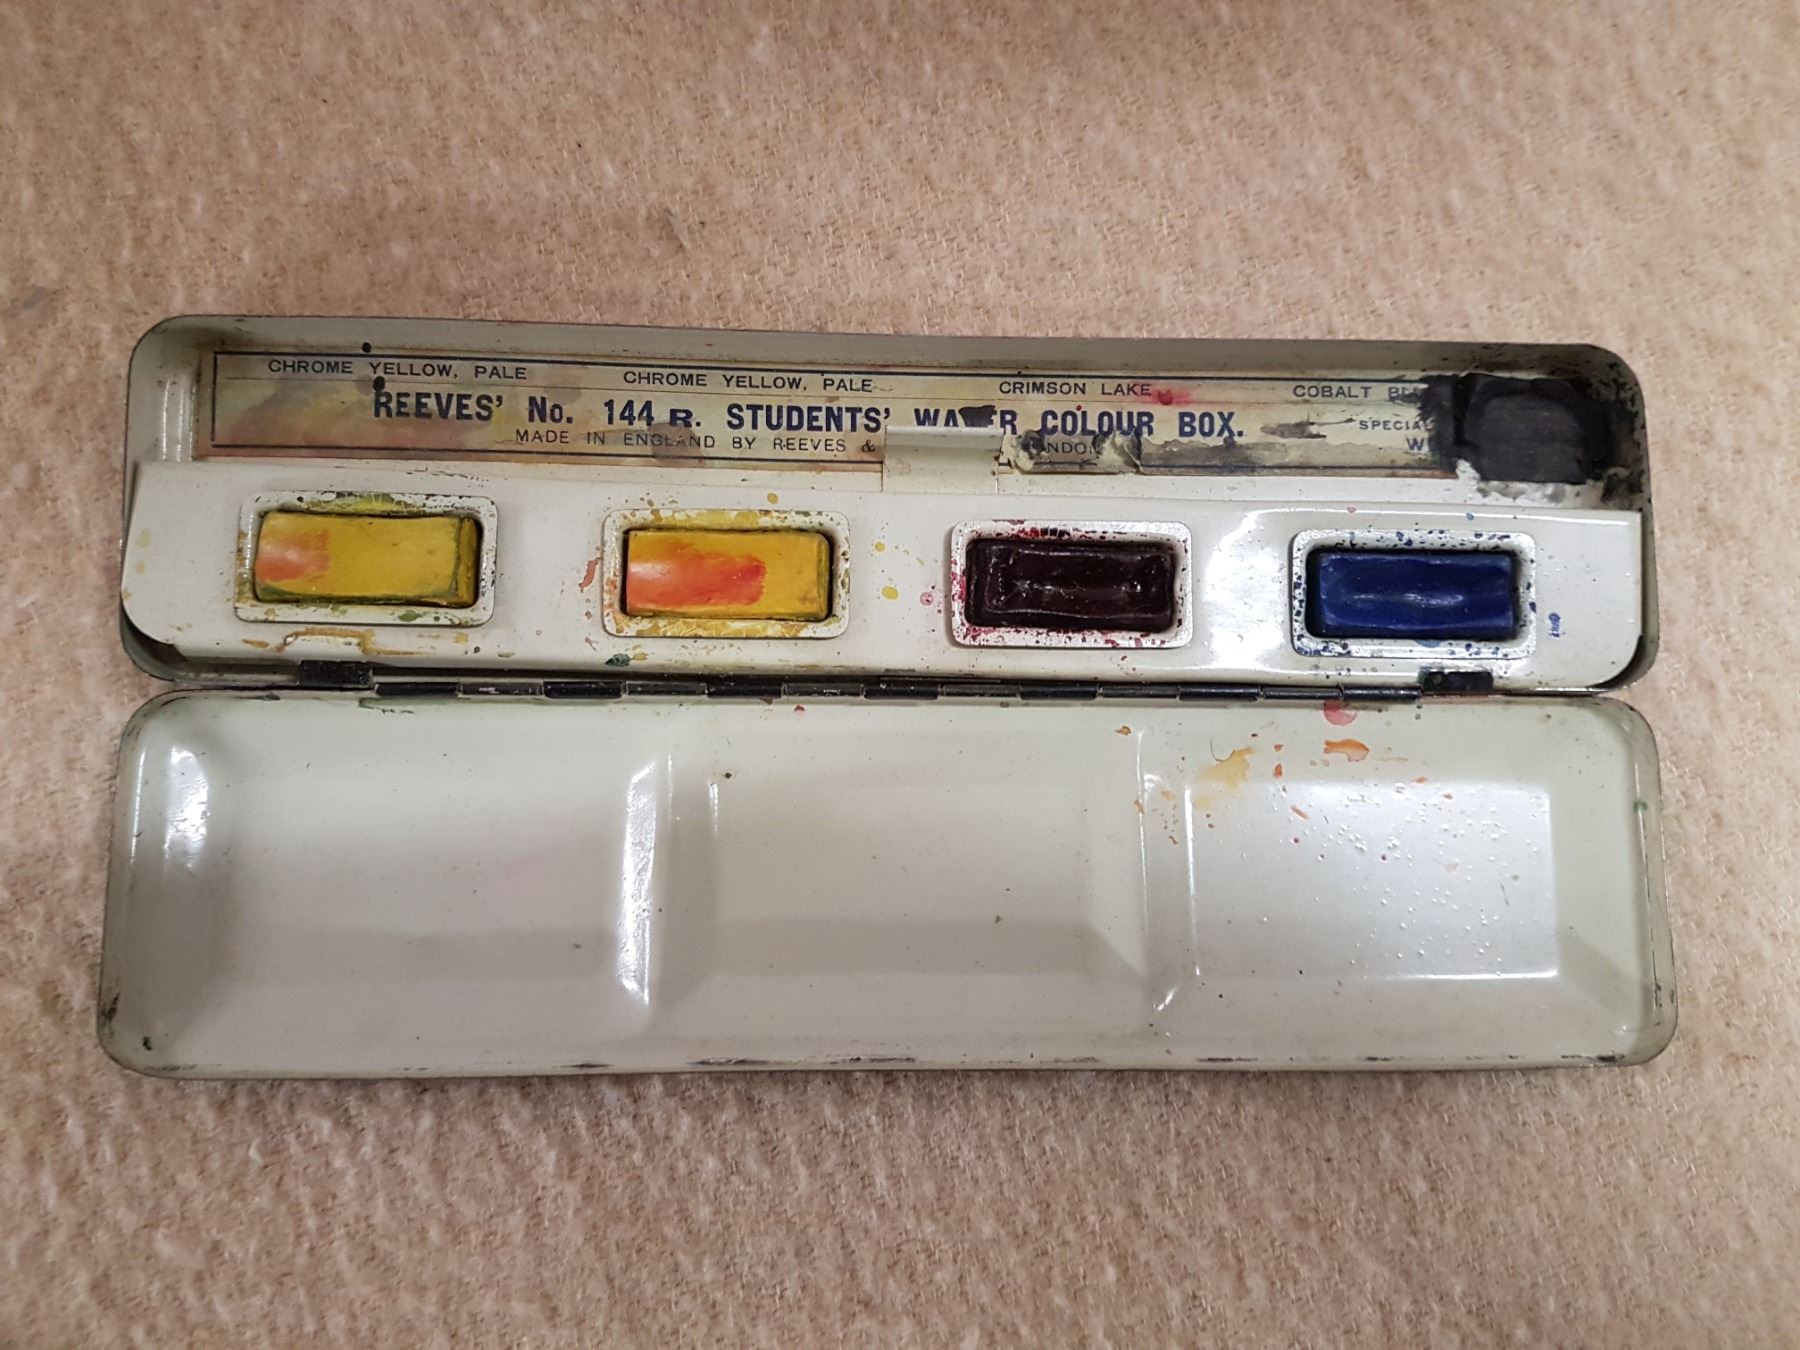 CHROME YELLOW, PALE CHROME YELLOW, PALE CRIMSON LAKE COBALT
REEVES' No. 144 R. STUDENTS' COLOUR BOX.
MADE IN ENGLAND BY REEVES &